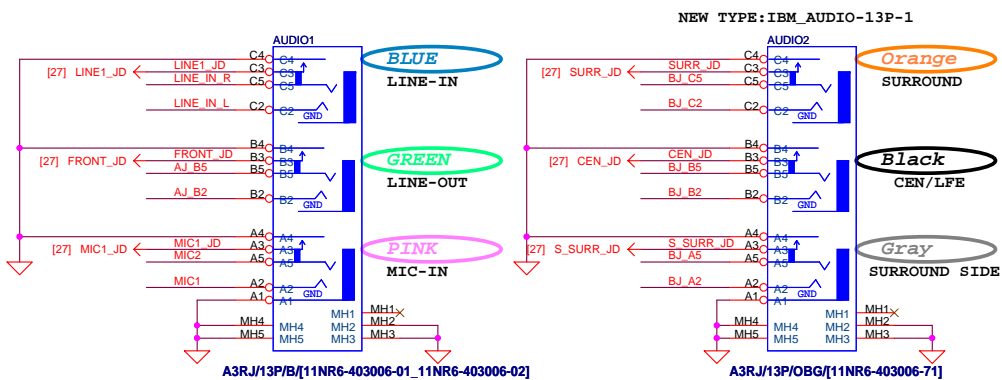 NEW TYPE:IBM_AUDIO-13P-1
AUDIO1
C4 C4 BLUE
[27] LINE1_JD LINE1_JD C3 C3
LINE_IN_R C5 C5 LINE-IN
LINE_IN_L C2 C2
GND
B4 B4
[27] FRONT_JD FRONT_JD B3 B3 GREEN
AJ_B5 B5 B5 LINE-OUT
AJ_B2 B2 B2
GND
A4 A4
[27] MIC1_JD MIC1_JD A3 A3 PINK
MIC2 A5 A5 MIC-IN
MIC1 A2 A2
GND
A1 A1
MH1 MH1
MH4 MH4 MH2 MH2
MH5 MH5 MH3 MH3
A3RJ/13P/B/[11NR6-403006-01_11NR6-403006-02]
AUDIO2
C4 C4 Orange
[27] SURR_JD SURR_JD C3 C3
BJ_C5 C5 C5 SURROUND
BJ_C2 C2 C2
GND
B4 B4
[27] CEN_JD CEN_JD B3 B3 Black
BJ_B5 B5 B5 CEN/LFE
BJ_B2 B2 B2
GND
A4 A4
[27] S_SURR_JD S_SURR_JD A3 A3 Gray
BJ_A5 A5 A5 SURROUND SIDE
BJ_A2 A2 A2
GND
A1 A1
MH1 MH1
MH4 MH4 MH2 MH2
MH5 MH5 MH3 MH3
A3RJ/13P/OBG/[11NR6-403006-71]